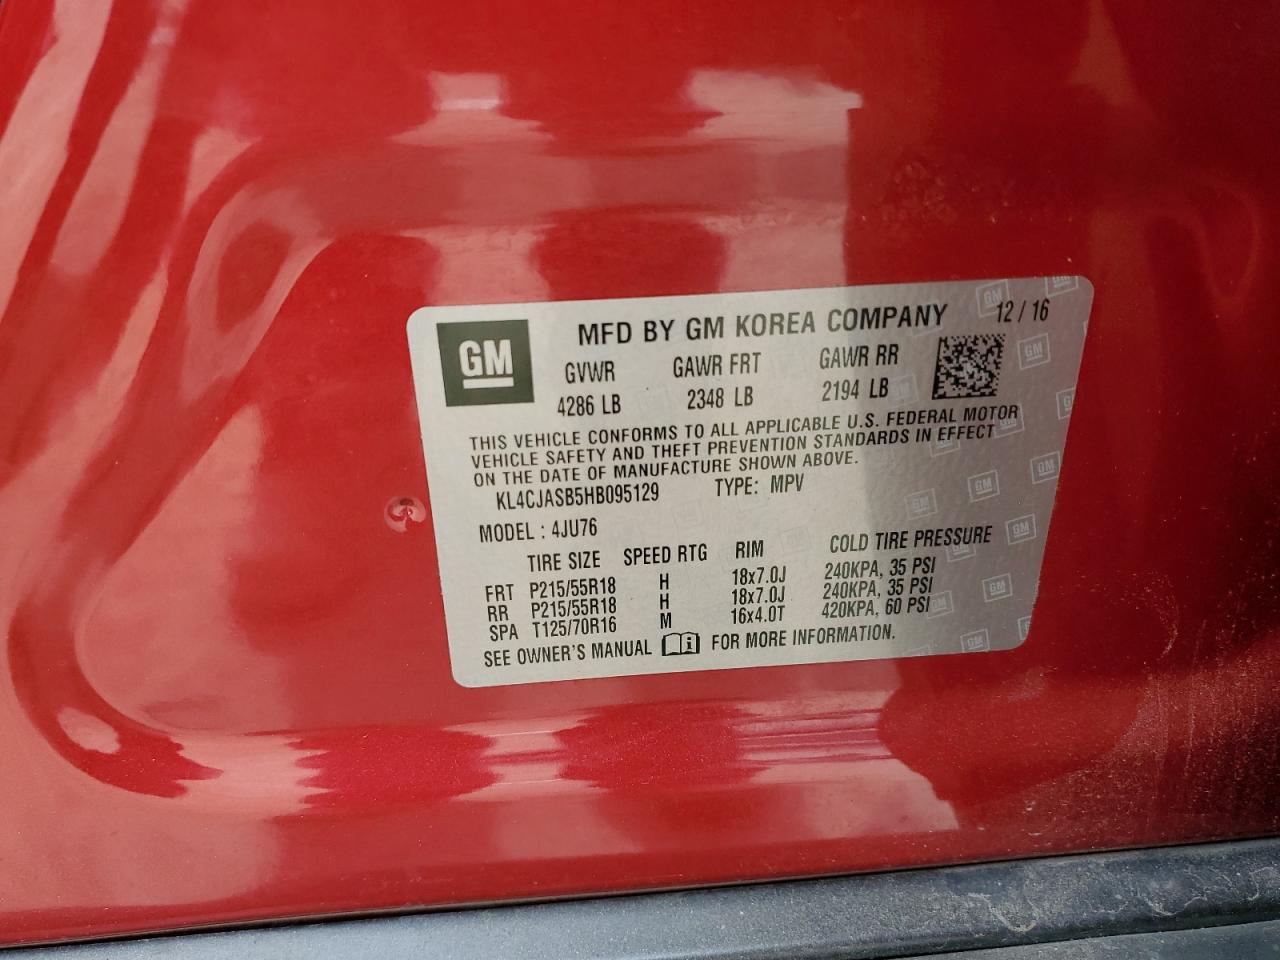 GM
MFD BY GM KOREA COMPANY 12 / 16
GVWR GAWR FRT GAWR RR
4286 LB 2348 LB 2194 LB
THIS VEHICLE CONFORMS TO ALL APPLICABLE U.S. FEDERAL MOTOR
VEHICLE SAFETY AND THEFT PREVENTION STANDARDS IN EFFECT
ON THE DATE OF MANUFACTURE SHOWN ABOVE.
KL4CJASB5HB095129 TYPE: MPV
MODEL : 4JU76
TIRE SIZE SPEED RTG RIM COLD TIRE PRESSURE
FRT P215/55R18 H 18x7.0J 240KPA, 35 PSI
RR P215/55R18 H 18x7.0J 240KPA, 35 PSI
SPA T125/70R16 M 16x4.0T 420KPA, 60 PSI
SEE OWNER'S MANUAL i FOR MORE INFORMATION.